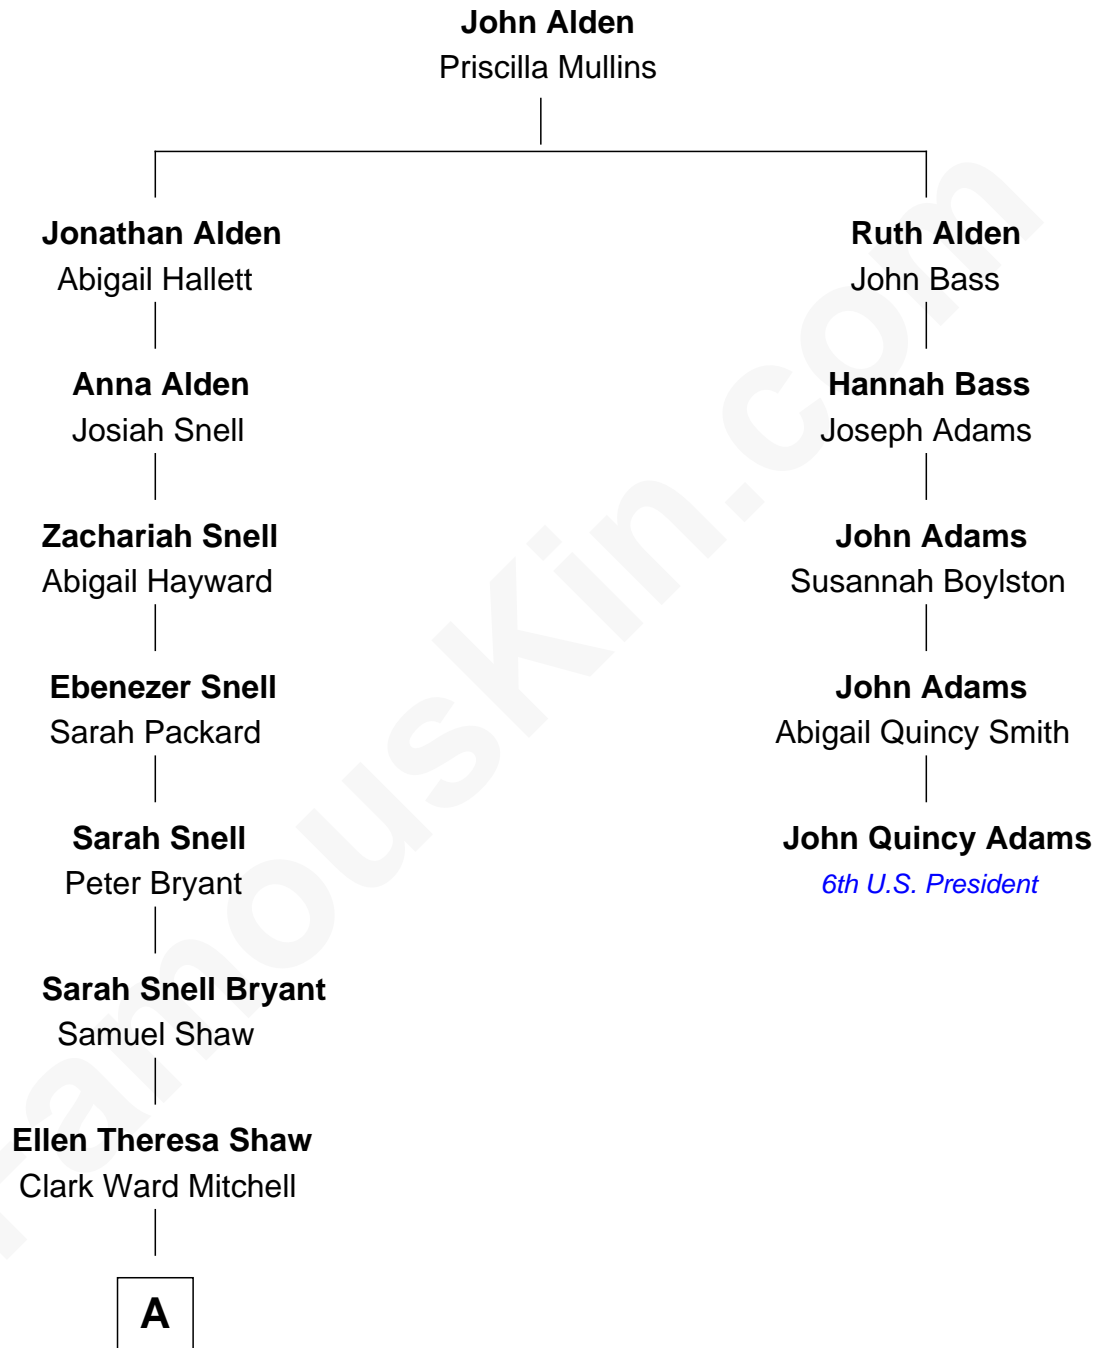 John Alden
Priscilla Mullins
Jonathan Alden
Abigail Hallett
Anna Alden
Josiah Snell
Zachariah Snell
Abigail Hayward
Ebenezer Snell
Sarah Packard
Sarah Snell
Peter Bryant
Sarah Snell Bryant
Samuel Shaw
Ellen Theresa Shaw
Clark Ward Mitchell
A
Ruth Alden
John Bass
Hannah Bass
Joseph Adams
John Adams
Susannah Boylston
John Adams
Abigail Quincy Smith
John Quincy Adams
6th U.S. President
FamousKin.com